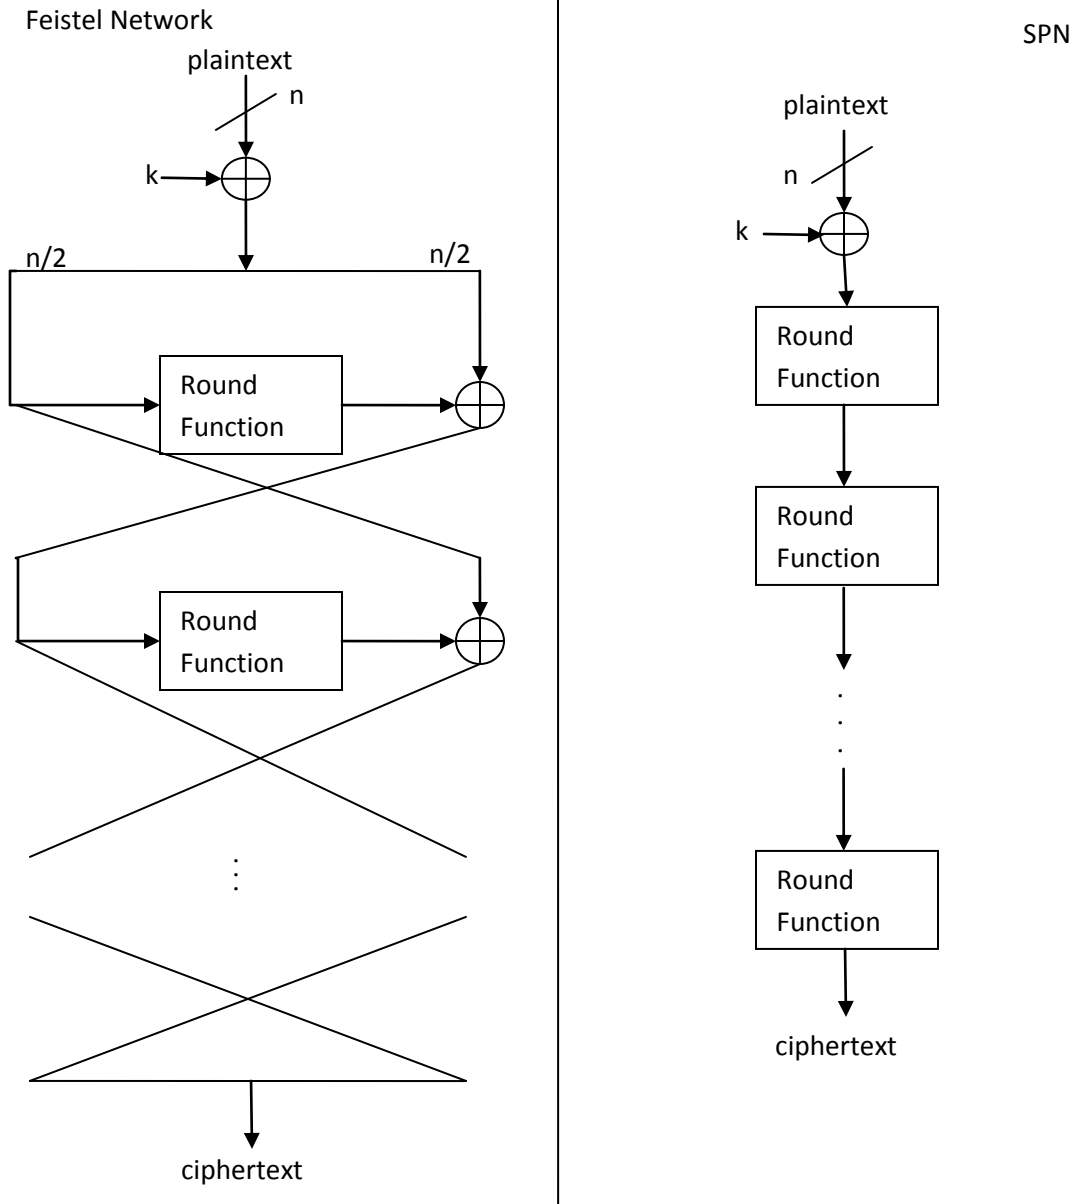 Feistel Network
plaintext
n
k
n/2
n/2
Round
Function
Round
Function
.
.
.
ciphertext
SPN
plaintext
n
k
Round
Function
Round
Function
.
.
.
Round
Function
ciphertext